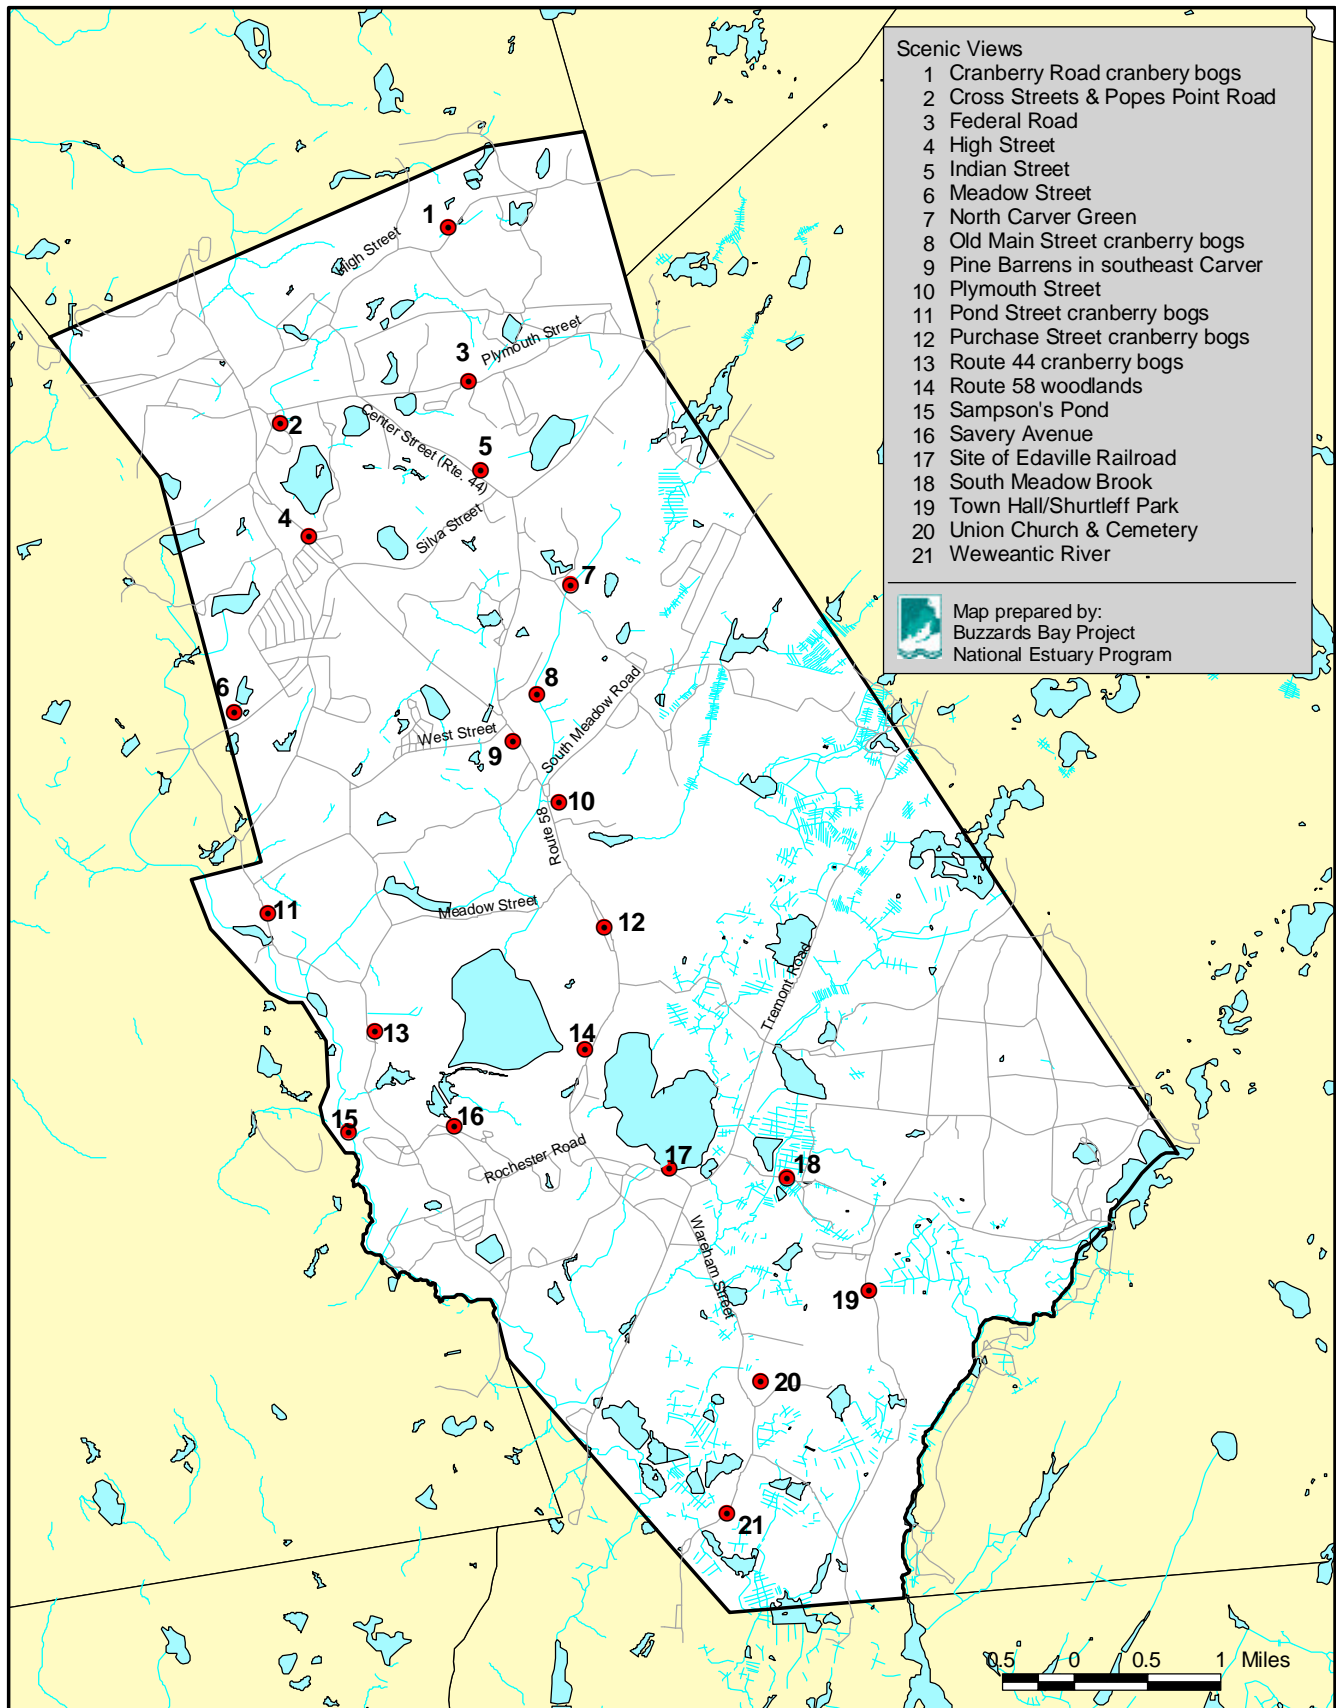 Scenic Views
1 Cranberry Road cranbery bogs
2 Cross Streets & Popes Point Road
3 Federal Road
4 High Street
5 Indian Street
6 Meadow Street
7 North Carver Green
8 Old Main Street cranberry bogs
9 Pine Barrens in southeast Carver
10 Plymouth Street
11 Pond Street cranberry bogs
12 Purchase Street cranberry bogs
13 Route 44 cranberry bogs
14 Route 58 woodlands
15 Sampson's Pond
16 Savery Avenue
17 Site of Edaville Railroad
18 South Meadow Brook
19 Town Hall/Shurtleff Park
20 Union Church & Cemetery
21 Weweantic River
Map prepared by:
Buzzards Bay Project
National Estuary Program
1
High Street
Plymouth Street
3
2
Center Street (Rte. 44)
5
4
Silva Street
7
6
8
South Meadow Road
West Street
9
10
Route 58
Meadow Street
11
12
Tremont Road
13
14
15
16
Rochester Road
17
18
Wareham Street
19
20
21
0.5 0 0.5 1 Miles